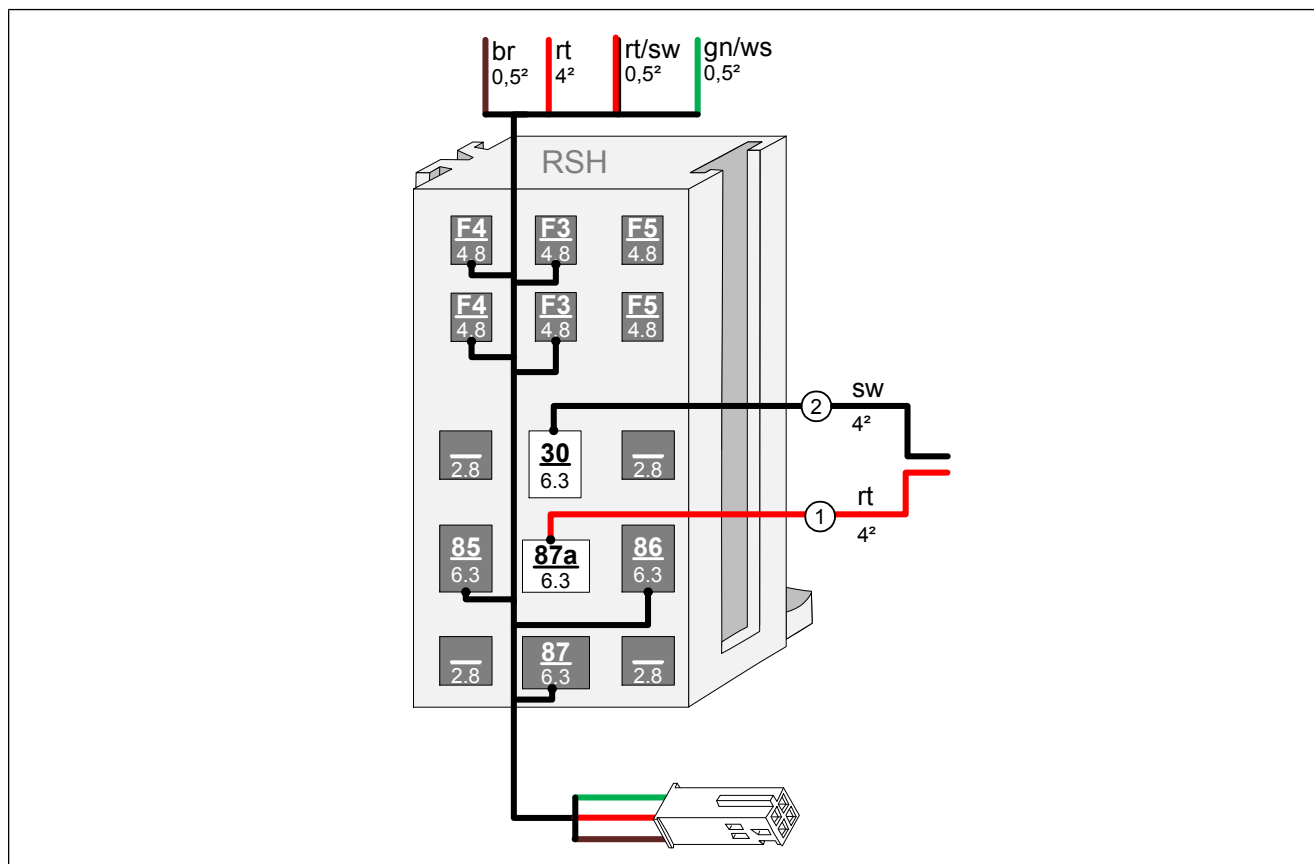 br rt rt/sw gn/ws
0,5² 4² 0,5² 0,5²
RSH
F4 F3 F5
4.8 4.8 4.8
F4 F3 F5
4.8 4.8 4.8
2 sw
4²
30
2.8 6.3 2.8
rt
1
4²
85 87a 86
6.3 6.3 6.3
87
2.8 6.3 2.8